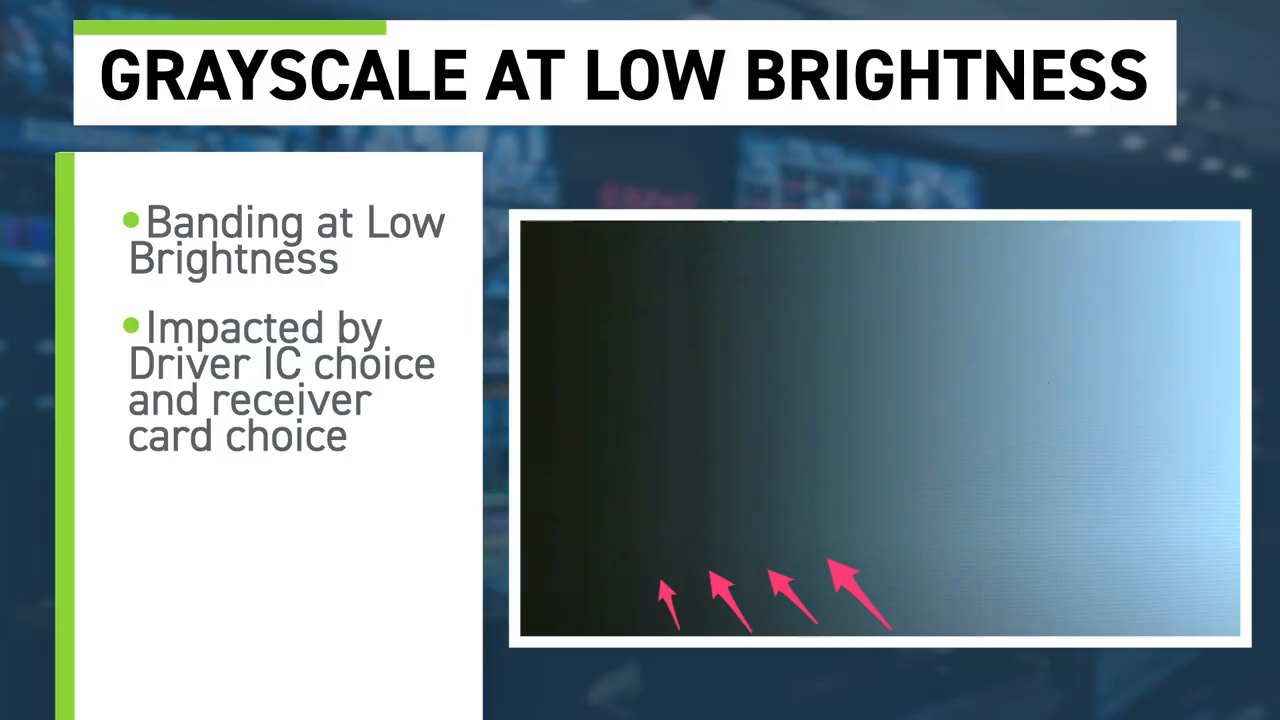 GRAYSCALE AT LOW BRIGHTNESS
•Banding at Low
Brightness
•Impacted by
Driver IC choice
and receiver
card choice